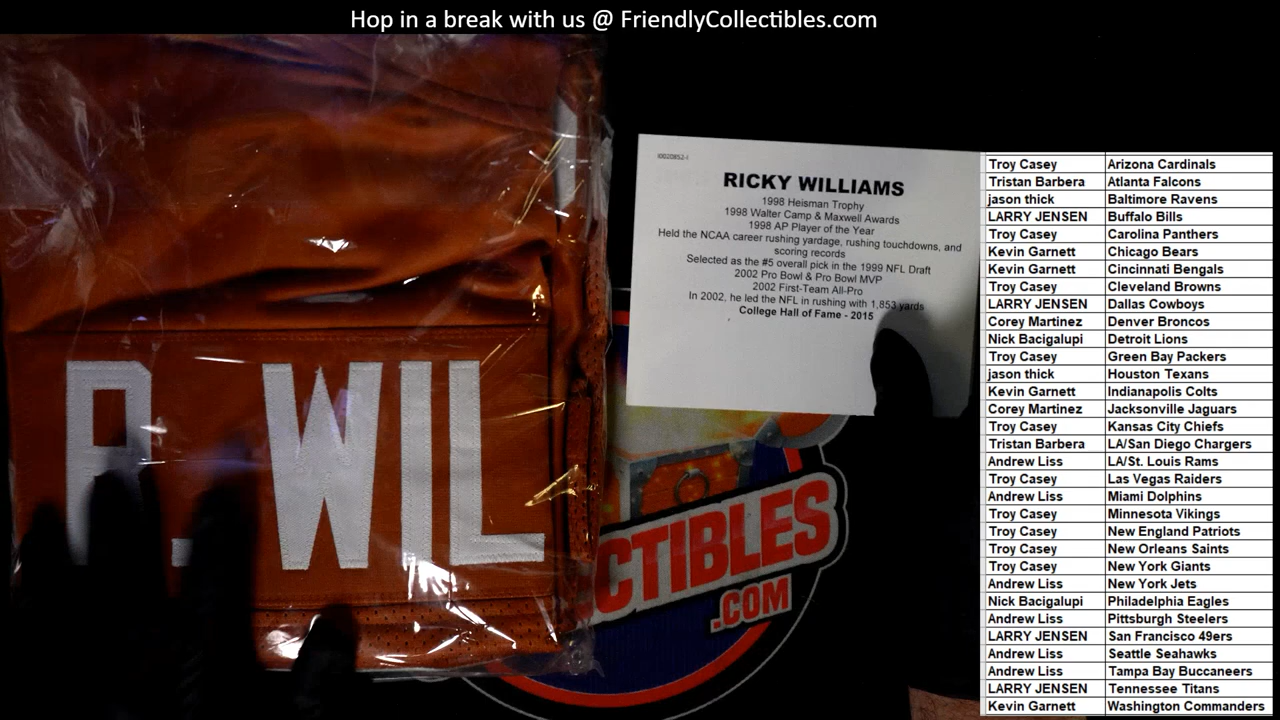 Hop in a break with us @ FriendlyCollectibles.com
RICKY WILLIAMS
1998 Heisman Trophy
1998 Walter Camp & Maxwell Awards
1998 AP Player of the Year
Held the NCAA career rushing yardage, rushing touchdowns, and
scoring records
Selected as the #5 overall pick in the 1999 NFL Draft
2002 Pro Bowl & Pro Bowl MVP
2002 First-Team All-Pro
In 2002, he led the NFL in rushing with 1,853 yards
College Hall of Fame - 2015
R. WIL
CTIBLES
.COM
Troy Casey Arizona Cardinals
Tristan Barbera Atlanta Falcons
jason thick Baltimore Ravens
LARRY JENSEN Buffalo Bills
Troy Casey Carolina Panthers
Kevin Garnett Chicago Bears
Kevin Garnett Cincinnati Bengals
Troy Casey Cleveland Browns
LARRY JENSEN Dallas Cowboys
Corey Martinez Denver Broncos
Nick Bacigalupi Detroit Lions
Troy Casey Green Bay Packers
jason thick Houston Texans
Kevin Garnett Indianapolis Colts
Corey Martinez Jacksonville Jaguars
Troy Casey Kansas City Chiefs
Tristan Barbera LA/San Diego Chargers
Andrew Liss LA/St. Louis Rams
Troy Casey Las Vegas Raiders
Andrew Liss Miami Dolphins
Troy Casey Minnesota Vikings
Troy Casey New England Patriots
Troy Casey New Orleans Saints
Troy Casey New York Giants
Andrew Liss New York Jets
Nick Bacigalupi Philadelphia Eagles
Andrew Liss Pittsburgh Steelers
LARRY JENSEN San Francisco 49ers
Andrew Liss Seattle Seahawks
Andrew Liss Tampa Bay Buccaneers
LARRY JENSEN Tennessee Titans
Kevin Garnett Washington Commanders